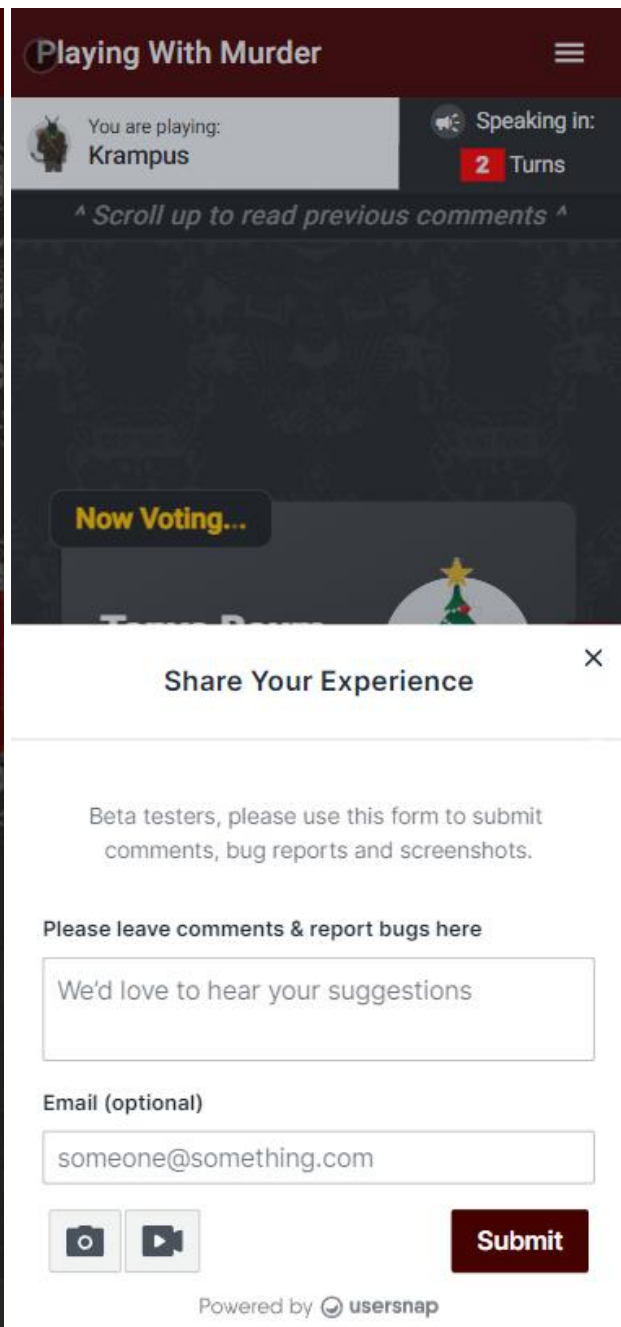 Playing With Murder
You are playing:
Krampus
Speaking in:
2 Turns
^ Scroll up to read previous comments ^
Now Voting...
Share Your Experience
Beta testers, please use this form to submit
comments, bug reports and screenshots.
Please leave comments & report bugs here
We'd love to hear your suggestions
Email (optional)
someone@something.com
Submit
Powered by usersnap